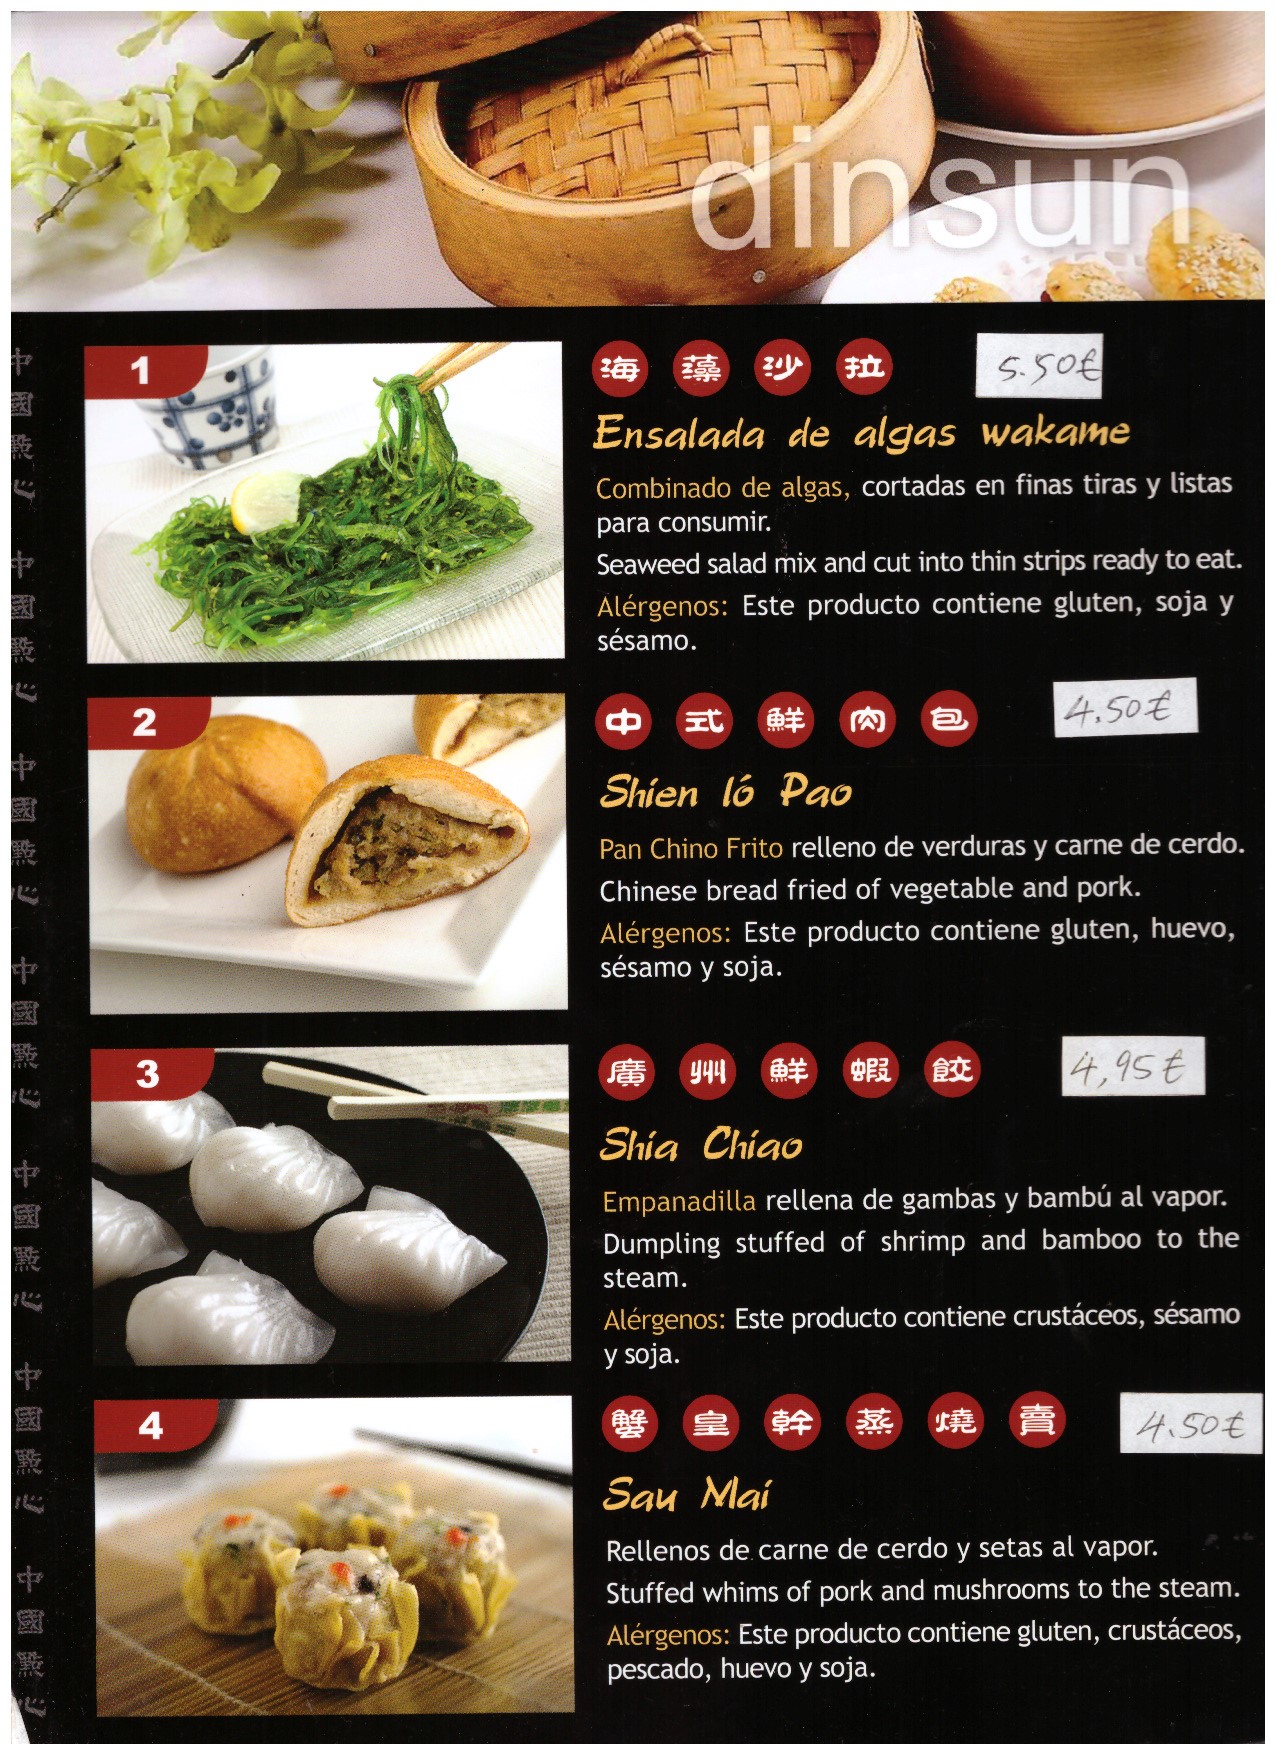 dinsun
1
海藻沙拉
5.50€
Ensalada de algas wakame
Combinado de algas, cortadas en finas tiras y listas
para consumir.
Seaweed salad mix and cut into thin strips ready to eat.
Alérgenos: Este producto contiene gluten, soja y
sésamo.
2
中式鮮肉包
4.50€
Shien ló Pao
Pan Chino Frito relleno de verduras y carne de cerdo.
Chinese bread fried of vegetable and pork.
Alérgenos: Este producto contiene gluten, huevo,
sésamo y soja.
3
廣州鮮蝦餃
4,95€
Shia Chiao
Empanadilla rellena de gambas y bambú al vapor.
Dumpling stuffed of shrimp and bamboo to the
steam.
Alérgenos: Este producto contiene crustáceos, sésamo
y soja.
4
蟹皇幹蒸燒賣
4.50€
Sau Mai
Rellenos de carne de cerdo y setas al vapor.
Stuffed whims of pork and mushrooms to the steam.
Alérgenos: Este producto contiene gluten, crustáceos,
pescado, huevo y soja.
中國點心 中國點心 中國點心 中國點心 中國點心 中國點心 中國點心